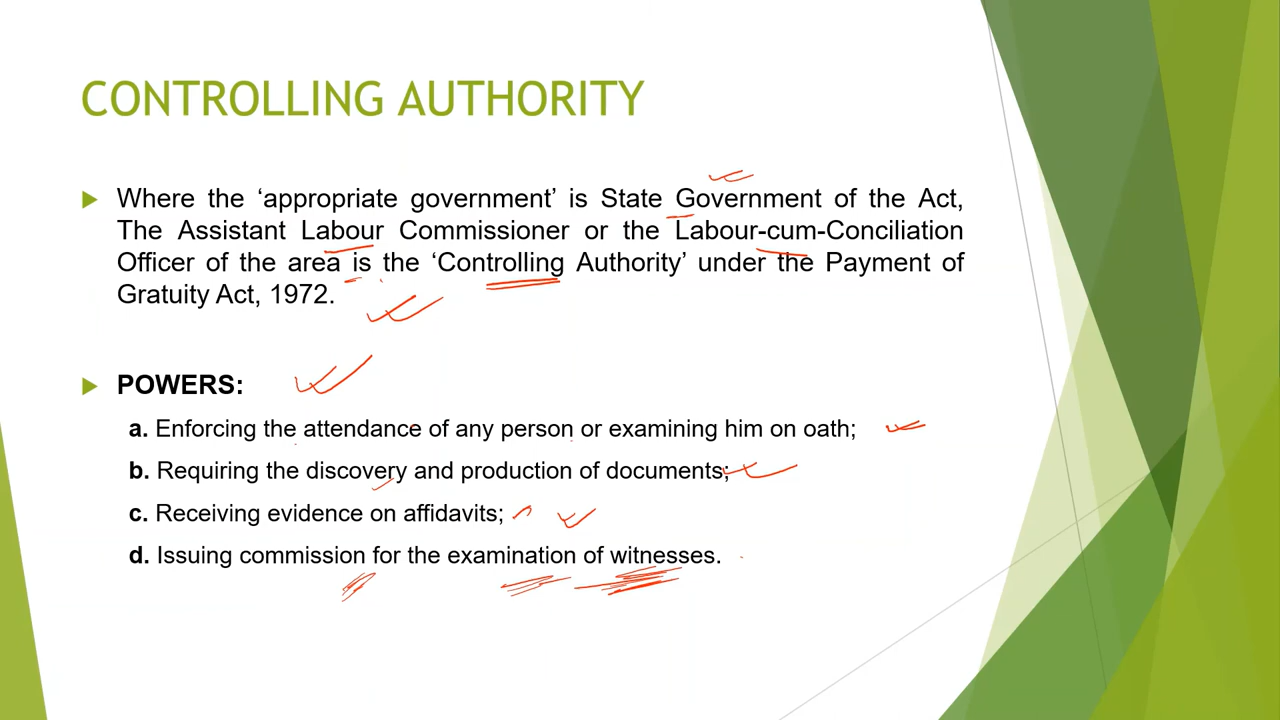 CONTROLLING AUTHORITY
Where the ‘appropriate government’ is State Government of the Act,
The Assistant Labour Commissioner or the Labour-cum-Conciliation
Officer of the area is the ‘Controlling Authority’ under the Payment of
Gratuity Act, 1972.
POWERS:
a. Enforcing the attendance of any person or examining him on oath;
b. Requiring the discovery and production of documents;
c. Receiving evidence on affidavits;
d. Issuing commission for the examination of witnesses.